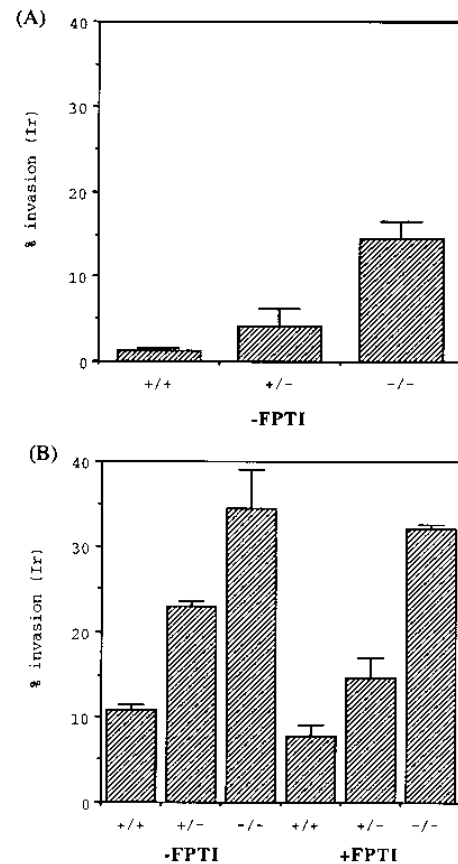 (A)
40
30
20
10
0
% invasion (Ir)
+/+ +/- -/-
-FPTI
(B)
40
30
20
10
0
% invasion (Ir)
+/+ +/- -/- +/+ +/- -/-
-FPTI +FPTI